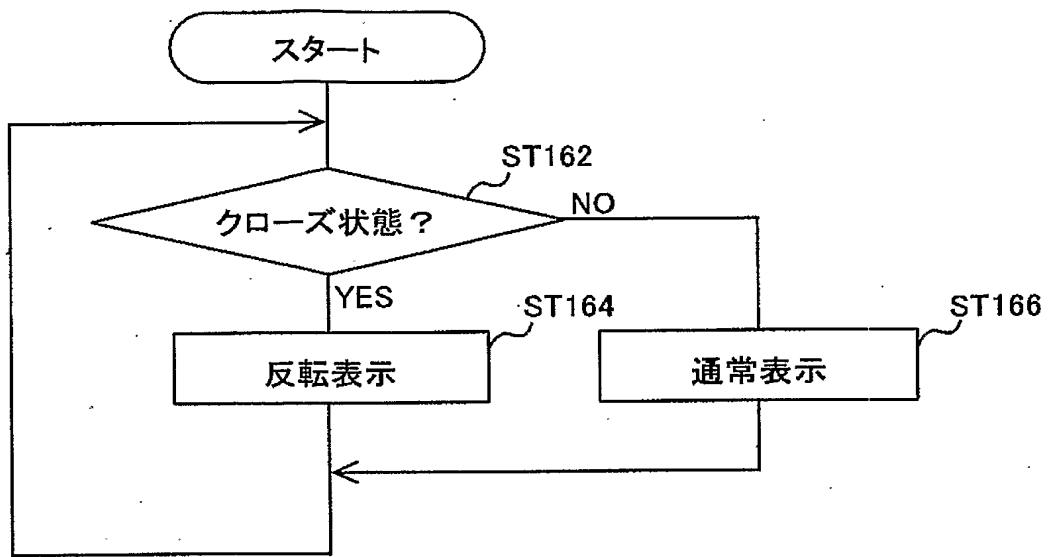 スタート
ST162
クローズ状態?
NO
YES
ST164
反転表示
ST166
通常表示